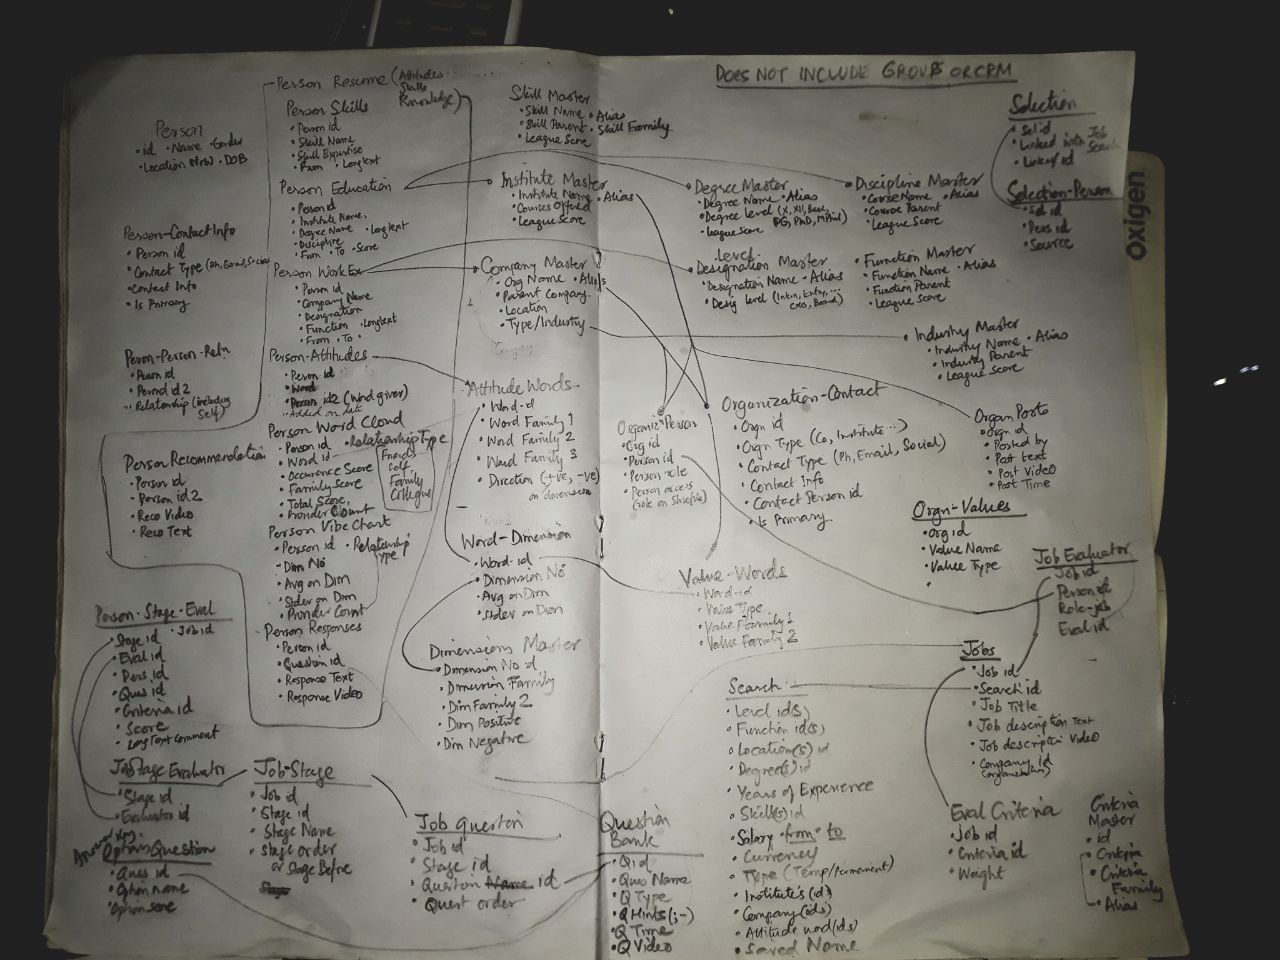 DOES NOT INCLUDE GROUPS OR CRM
Person
• id • Name • Gender
• Location Now • DOB
Person-Contact Info
• Person id
• Contact Type (Ph, Email, Social
• Contact Info
• Is Primary
Person-Person-Reln
• Person id
• Person id 2
• Relationship (including Self)
Person Recommendation
• Person id
• Person id 2
• Reco Video
• Reco Text
Person-Stage-Eval
• Stage id • Job id
• Eval id
• Pers. id
• Ques id
• Criteria id
• Score
• Long Text Comment
Job Stage Evaluator
• Stage id
• Evaluator id
Options Question
• Ques id
• Option name
• Option score
Person Resume (Attitudes
Skills
Knowledge)
Person Skills
• Person id
• Skill Name
• Skill Expertise
• From • Longtext
Person Education
• Person id
• Institute Name,
• Degree Name • Longtext
• Discipline
• From • To • Score
Person WorkEx
• Person id
• Company Name
• Designation
• Function • Longtext
• From • To •
Person-Attitudes
• Person id
• Word
• Person id2 (Word giver)
• Added on date
Person Word Cloud
• Person id • Relationship Type
• Word id
• Occurence Score
• Family Score
• Total Score,
• Provider Count
Friends
Self
Family
Colleague
Person Vibe Chart
• Person id • Relationship Type
• Dim No
• Avg on Dim
• Stdev on Dim
• Provider Count
Person Responses
• Person id
• Question id
• Response Text
• Response Video
Job-Stage
• Job id
• Stage id
• Stage Name
• Stage order
or Stage Before
Skill Master
• Skill Name • Alias
• Skill Parent • Skill Family
• League Score
Institute Master
• Institute Name • Alias
• Courses Offered
• League Score
Company Master
• Org Name • Alias
• Parent Company
• Location
• Type/Industry
Attitude Words
• Word-id
• Word Family 1
• Word Family 2
• Word Family 3
• Direction (+ve, -ve)
on dimension
Word-Dimension
• Word-id
• Dimension No
• Avg on Dim
• Stdev on Dim
Dimensions Master
• Dimension No id
• Dimension Family
• Dim Family 2
• Dim Positive
• Dim Negative
Job question
• Job id
• Stage id
• Question Name id
• Quest order
Degree Master
• Degree Name • Alias
• Degree Level (X, XII, Bach,
PG, PhD, MPhil)
• League Score
Level
Designation Master
• Designation Name • Alias
• Desig level (Intern, Entry, ...
CXO, Board)
Discipline Master
• Course Name • Alias
• Course Parent
• League Score
Function Master
• Function Name • Alias
• Function Parent
• League Score
Industry Master
• Industry Name • Alias
• Industry Parent
• League Score
Selection
• Sel id
• Linked with Job Search
• Linked id
Selection-Person
• Sel id
• Pers id
• Source
oxigen
Organiz-Person
• Org id
• Person id
• Person role
• Person access
Organization-Contact
• Orgn id
• Orgn Type (Co, Institute...)
• Contact Type (Ph, Email, Social)
• Contact Info
• Contact Person id
• Is Primary
Organ Posts
• Orgn id
• Posted by
• Post text
• Post Video
• Post Time
Orgn-Values
• Org id
• Value Name
• Value Type
•
Value-Words
• Word-id
• Value Type
• Value Family 1
• Value Family 2
Job Evaluator
• Job id
• Person id
• Role-job
• Eval id
Jobs
• Job id
• Search id
• Job Title
• Job description Text
• Job description Video
• Company id
(organization)
Search
• Level id(s)
• Function id(s)
• Location(s) id
• Degree(s) id
• Years of Experience
• Skill(s) id
• Salary from • to
• Currency
• Type (Temp/Permanent)
• Institutes (ids)
• Company (ids)
• Attitude word (ids)
• Saved Name
Question Bank
• Q id
• Ques Name
• Q Type
• Q Hints (;-)
• Q Time
• Q Video
Eval Criteria
• Job id
• Criteria id
• Weight
Criteria Master
• id
• Criteria
• Criteria Family
• Alias